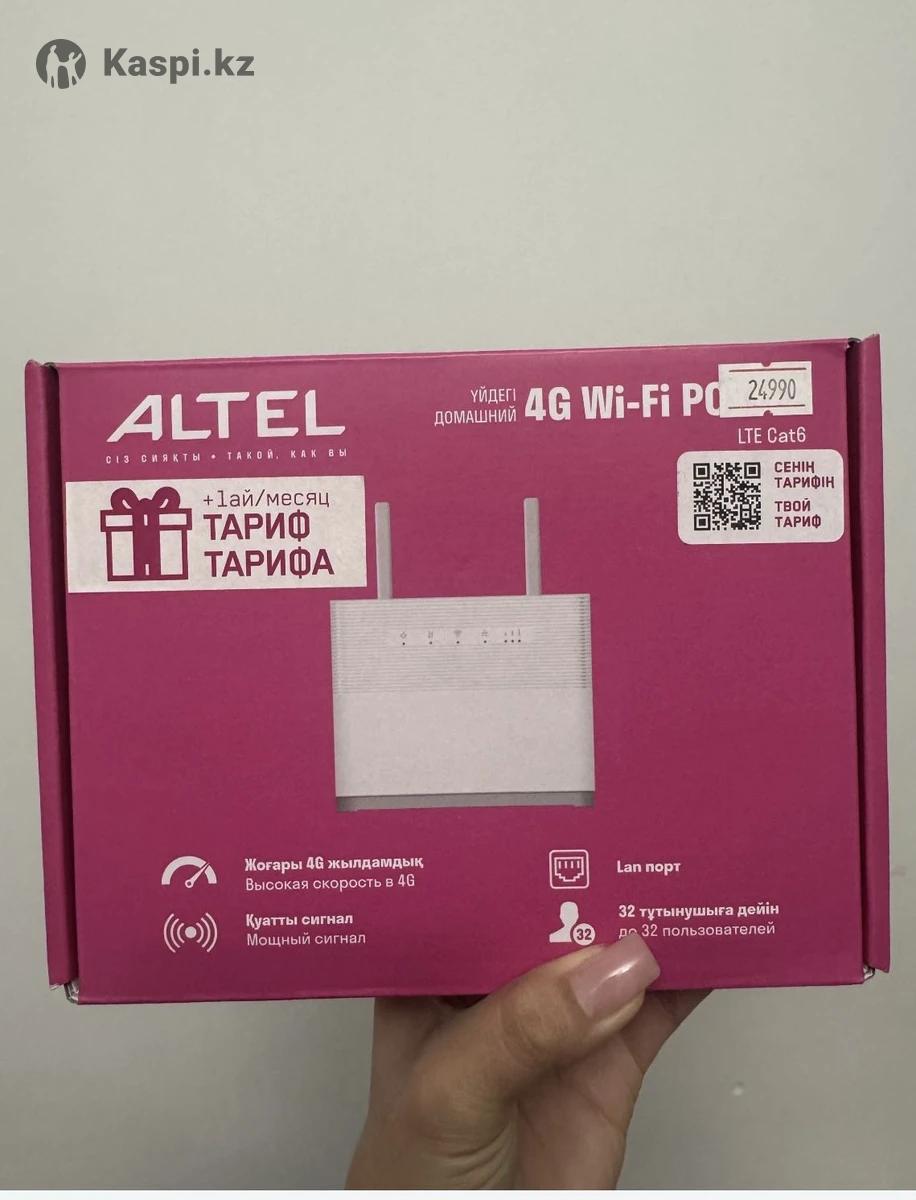 Kaspi.kz
ALTEL
СІЗ СИЯКТЫ • ТАКОЙ, КАК ВЫ
ҮЙДЕГІ
ДОМАШНИЙ
4G Wi-Fi
24990
LTE Cat6
СЕНІҢ
ТАРИФІҢ
ТВОЙ
ТАРИФ
+1ай/месяц
ТАРИФ
ТАРИФА
Жоғары 4G жылдамдық
Высокая скорость в 4G
Қуатты сигнал
Мощный сигнал
Lan порт
32 тұтынушыға дейін
до 32 пользователей
32